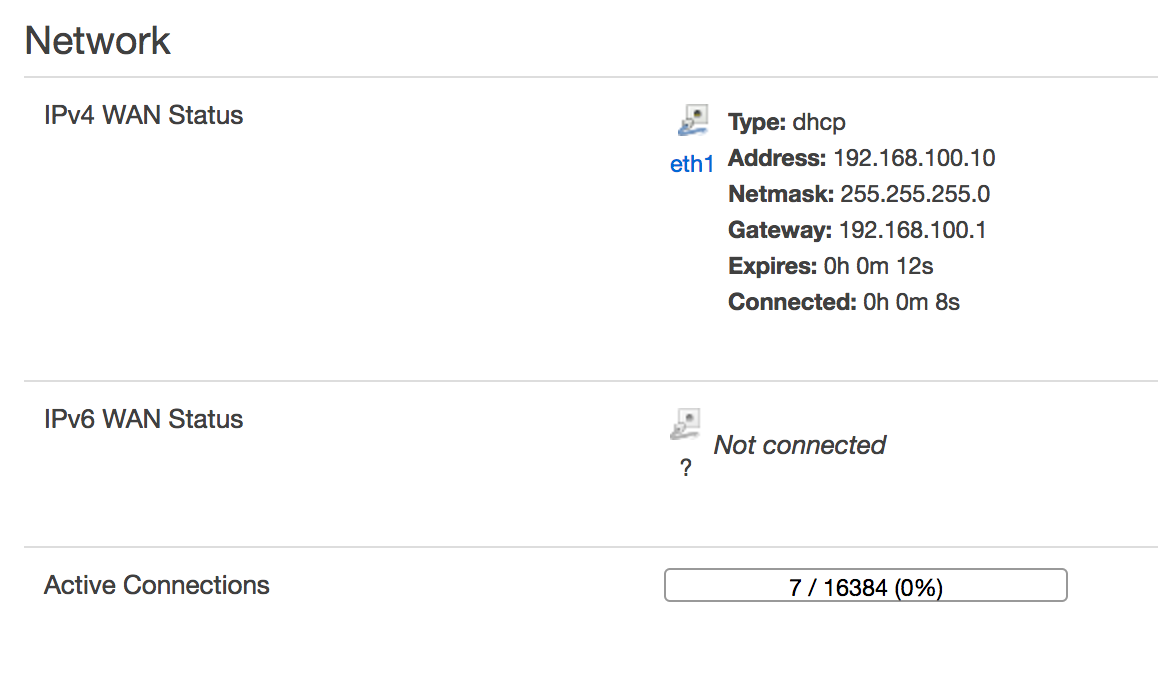 Network
IPv4 WAN Status
eth1
Type: dhcp
Address: 192.168.100.10
Netmask: 255.255.255.0
Gateway: 192.168.100.1
Expires: 0h 0m 12s
Connected: 0h 0m 8s
IPv6 WAN Status
?
Not connected
Active Connections
7 / 16384 (0%)